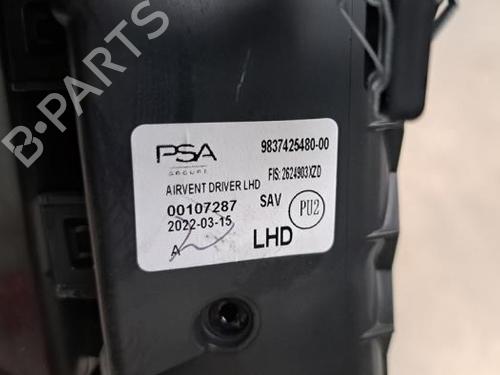 B-PARTS
PSA 9837425480-00
GROUPE FIS: 2624903XZD
AIRVENT DRIVER LHD
00107287 SAV PU2
2022-03-15
A LHD